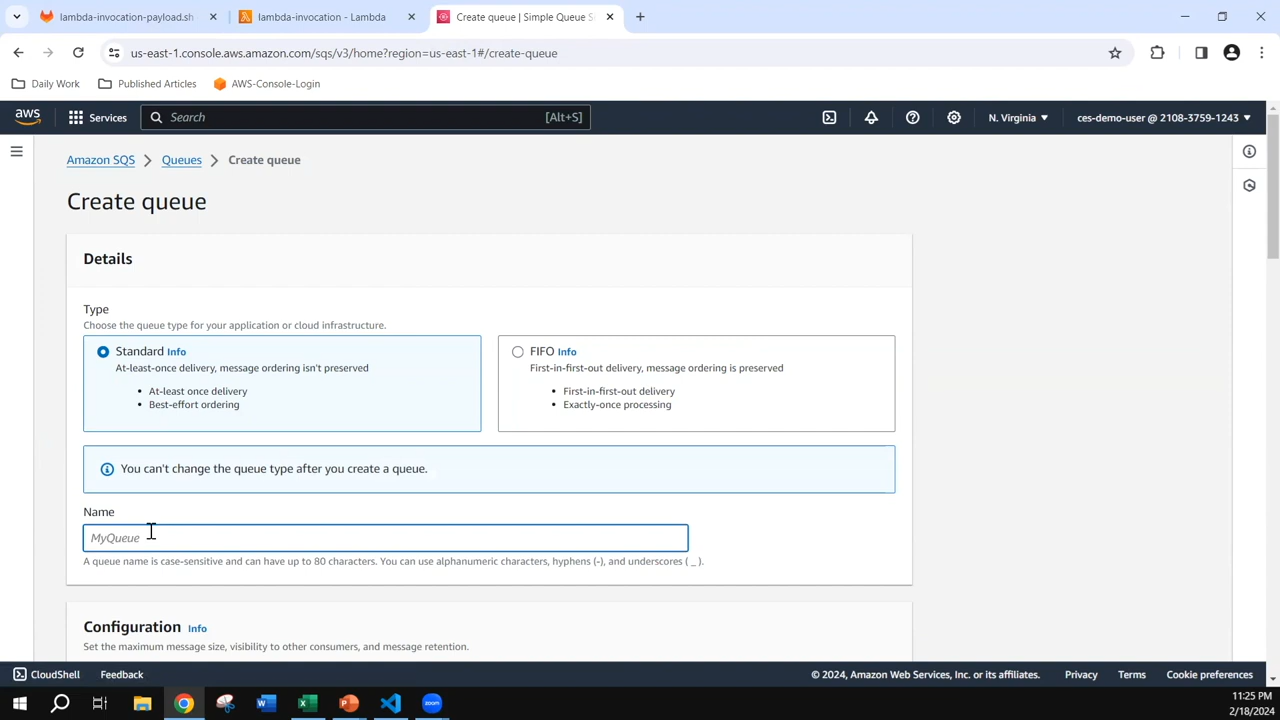 lambda-invocation-payload.sh
lambda-invocation - Lambda
Create queue | Simple Queue S
us-east-1.console.aws.amazon.com/sqs/v3/home?region=us-east-1#/create-queue
Daily Work
Published Articles
AWS-Console-Login
aws
Services
Search
[Alt+S]
N. Virginia
ces-demo-user @ 2108-3759-1243
Amazon SQS
Queues
Create queue
Create queue
Details
Type
Choose the queue type for your application or cloud infrastructure.
Standard Info
At-least-once delivery, message ordering isn't preserved
• At-least once delivery
• Best-effort ordering
FIFO Info
First-in-first-out delivery, message ordering is preserved
• First-in-first-out delivery
• Exactly-once processing
You can't change the queue type after you create a queue.
Name
MyQueue
A queue name is case-sensitive and can have up to 80 characters. You can use alphanumeric characters, hyphens (-), and underscores ( _ ).
Configuration Info
Set the maximum message size, visibility to other consumers, and message retention.
CloudShell
Feedback
© 2024, Amazon Web Services, Inc. or its affiliates.
Privacy
Terms
Cookie preferences
zoom
11:25 PM
2/18/2024